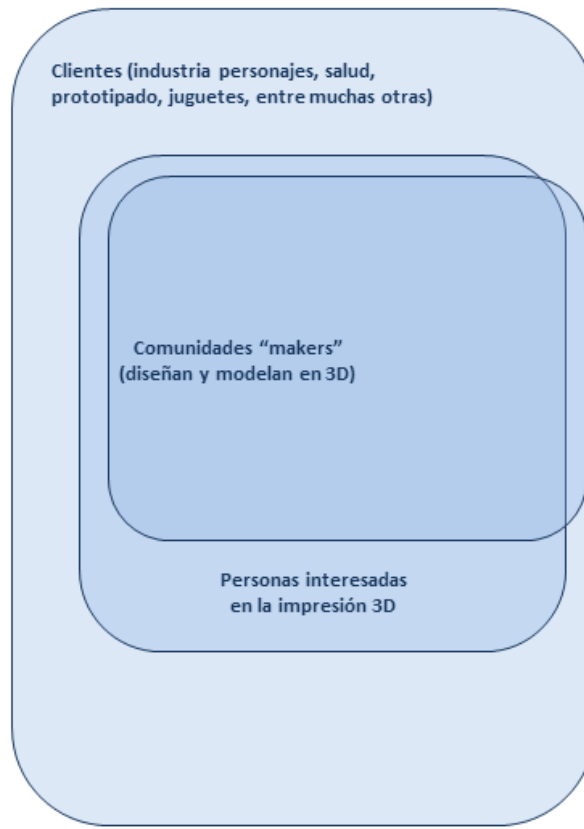 Clientes (industria personajes, salud,
prototipado, juguetes, entre muchas otras)
Comunidades “makers”
(diseñan y modelan en 3D)
Personas interesadas
en la impresión 3D